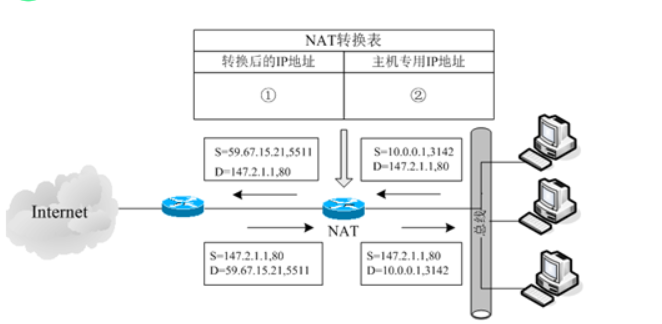 NAT转换表
转换后的IP地址 主机专用IP地址
① ②
S=59.67.15.21,5511
D=147.2.1.1,80
S=10.0.0.1,3142
D=147.2.1.1,80
Internet
NAT
总线
S=147.2.1.1,80
D=59.67.15.21,5511
S=147.2.1.1,80
D=10.0.0.1,3142